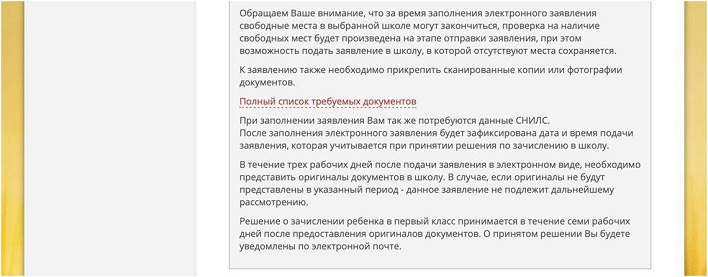 Обращаем Ваше внимание, что за время заполнения электронного заявления
свободные места в выбранной школе могут закончиться, проверка на наличие
свободных мест будет произведена на этапе отправки заявления, при этом
возможность подать заявление в школу, в которой отсутствуют места сохраняется.
К заявлению также необходимо прикрепить сканированные копии или фотографии
документов.
Полный список требуемых документов
При заполнении заявления Вам так же потребуются данные СНИЛС.
После заполнения электронного заявления будет зафиксирована дата и время подачи
заявления, которая учитывается при принятии решения по зачислению в школу.
В течение трех рабочих дней после подачи заявления в электронном виде, необходимо
представить оригиналы документов в школу. В случае, если оригиналы не будут
представлены в указанный период - данное заявление не подлежит дальнейшему
рассмотрению.
Решение о зачислении ребенка в первый класс принимается в течение семи рабочих
дней после предоставления оригиналов документов. О принятом решении Вы будете
уведомлены по электронной почте.